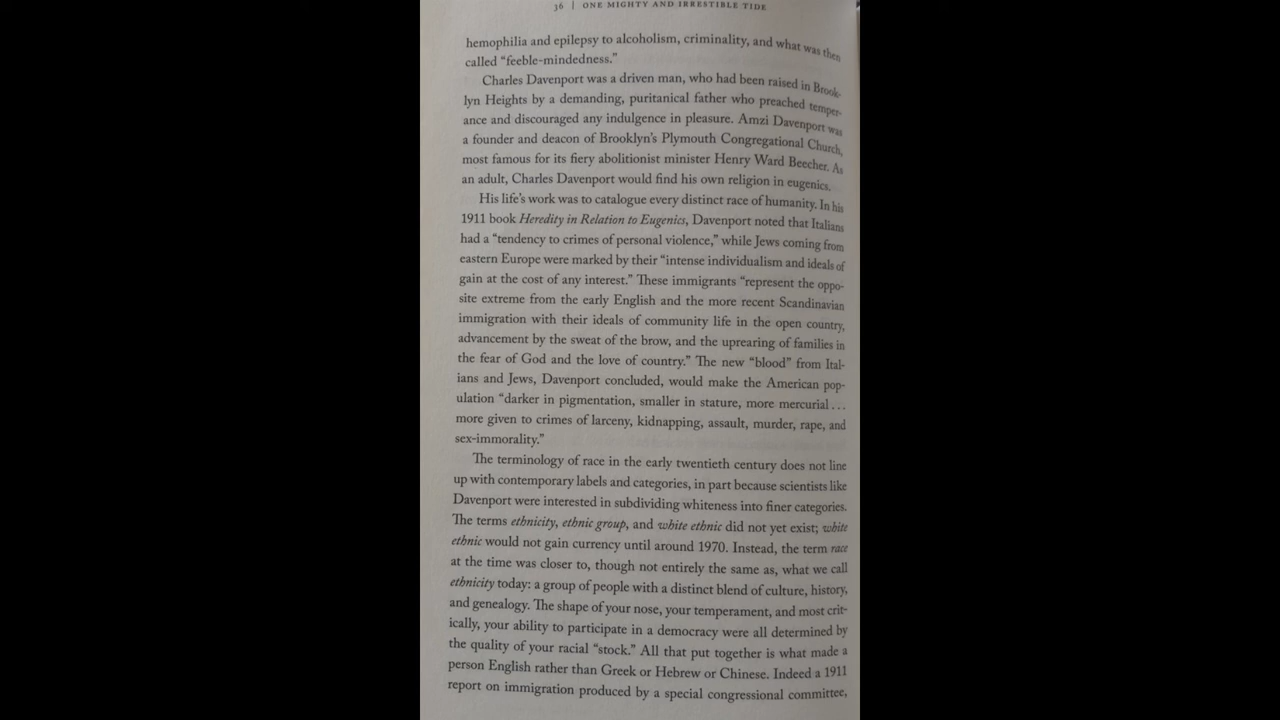 36 | ONE MIGHTY AND IRRESTIBLE TIDE
hemophilia and epilepsy to alcoholism, criminality, and what was then
called “feeble-mindedness.”
Charles Davenport was a driven man, who had been raised in Brook-
lyn Heights by a demanding, puritanical father who preached temper-
ance and discouraged any indulgence in pleasure. Amzi Davenport was
a founder and deacon of Brooklyn’s Plymouth Congregational Church,
most famous for its fiery abolitionist minister Henry Ward Beecher. As
an adult, Charles Davenport would find his own religion in eugenics.
His life’s work was to catalogue every distinct race of humanity. In his
1911 book Heredity in Relation to Eugenics, Davenport noted that Italians
had a “tendency to crimes of personal violence,” while Jews coming from
eastern Europe were marked by their “intense individualism and ideals of
gain at the cost of any interest.” These immigrants “represent the oppo-
site extreme from the early English and the more recent Scandinavian
immigration with their ideals of community life in the open country,
advancement by the sweat of the brow, and the uprearing of families in
the fear of God and the love of country.” The new “blood” from Ital-
ians and Jews, Davenport concluded, would make the American pop-
ulation “darker in pigmentation, smaller in stature, more mercurial . . .
more given to crimes of larceny, kidnapping, assault, murder, rape, and
sex-immorality.”
The terminology of race in the early twentieth century does not line
up with contemporary labels and categories, in part because scientists like
Davenport were interested in subdividing whiteness into finer categories.
The terms ethnicity, ethnic group, and white ethnic did not yet exist; white
ethnic would not gain currency until around 1970. Instead, the term race
at the time was closer to, though not entirely the same as, what we call
ethnicity today: a group of people with a distinct blend of culture, history,
and genealogy. The shape of your nose, your temperament, and most crit-
ically, your ability to participate in a democracy were all determined by
the quality of your racial “stock.” All that put together is what made a
person English rather than Greek or Hebrew or Chinese. Indeed a 1911
report on immigration produced by a special congressional committee,